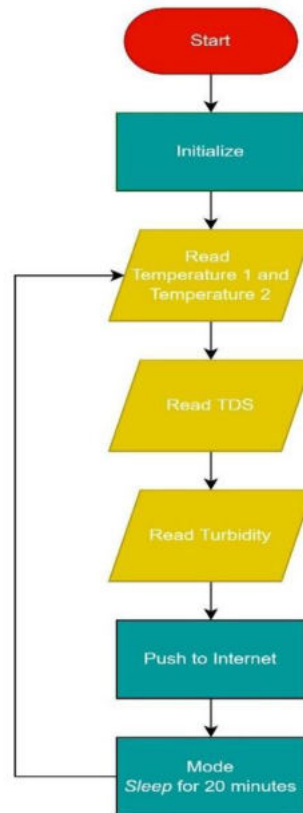 Start
Initialize
Read
Temperature 1 and
Temperature 2
Read TDS
Read Turbidity
Push to Internet
Mode
Sleep for 20 minutes